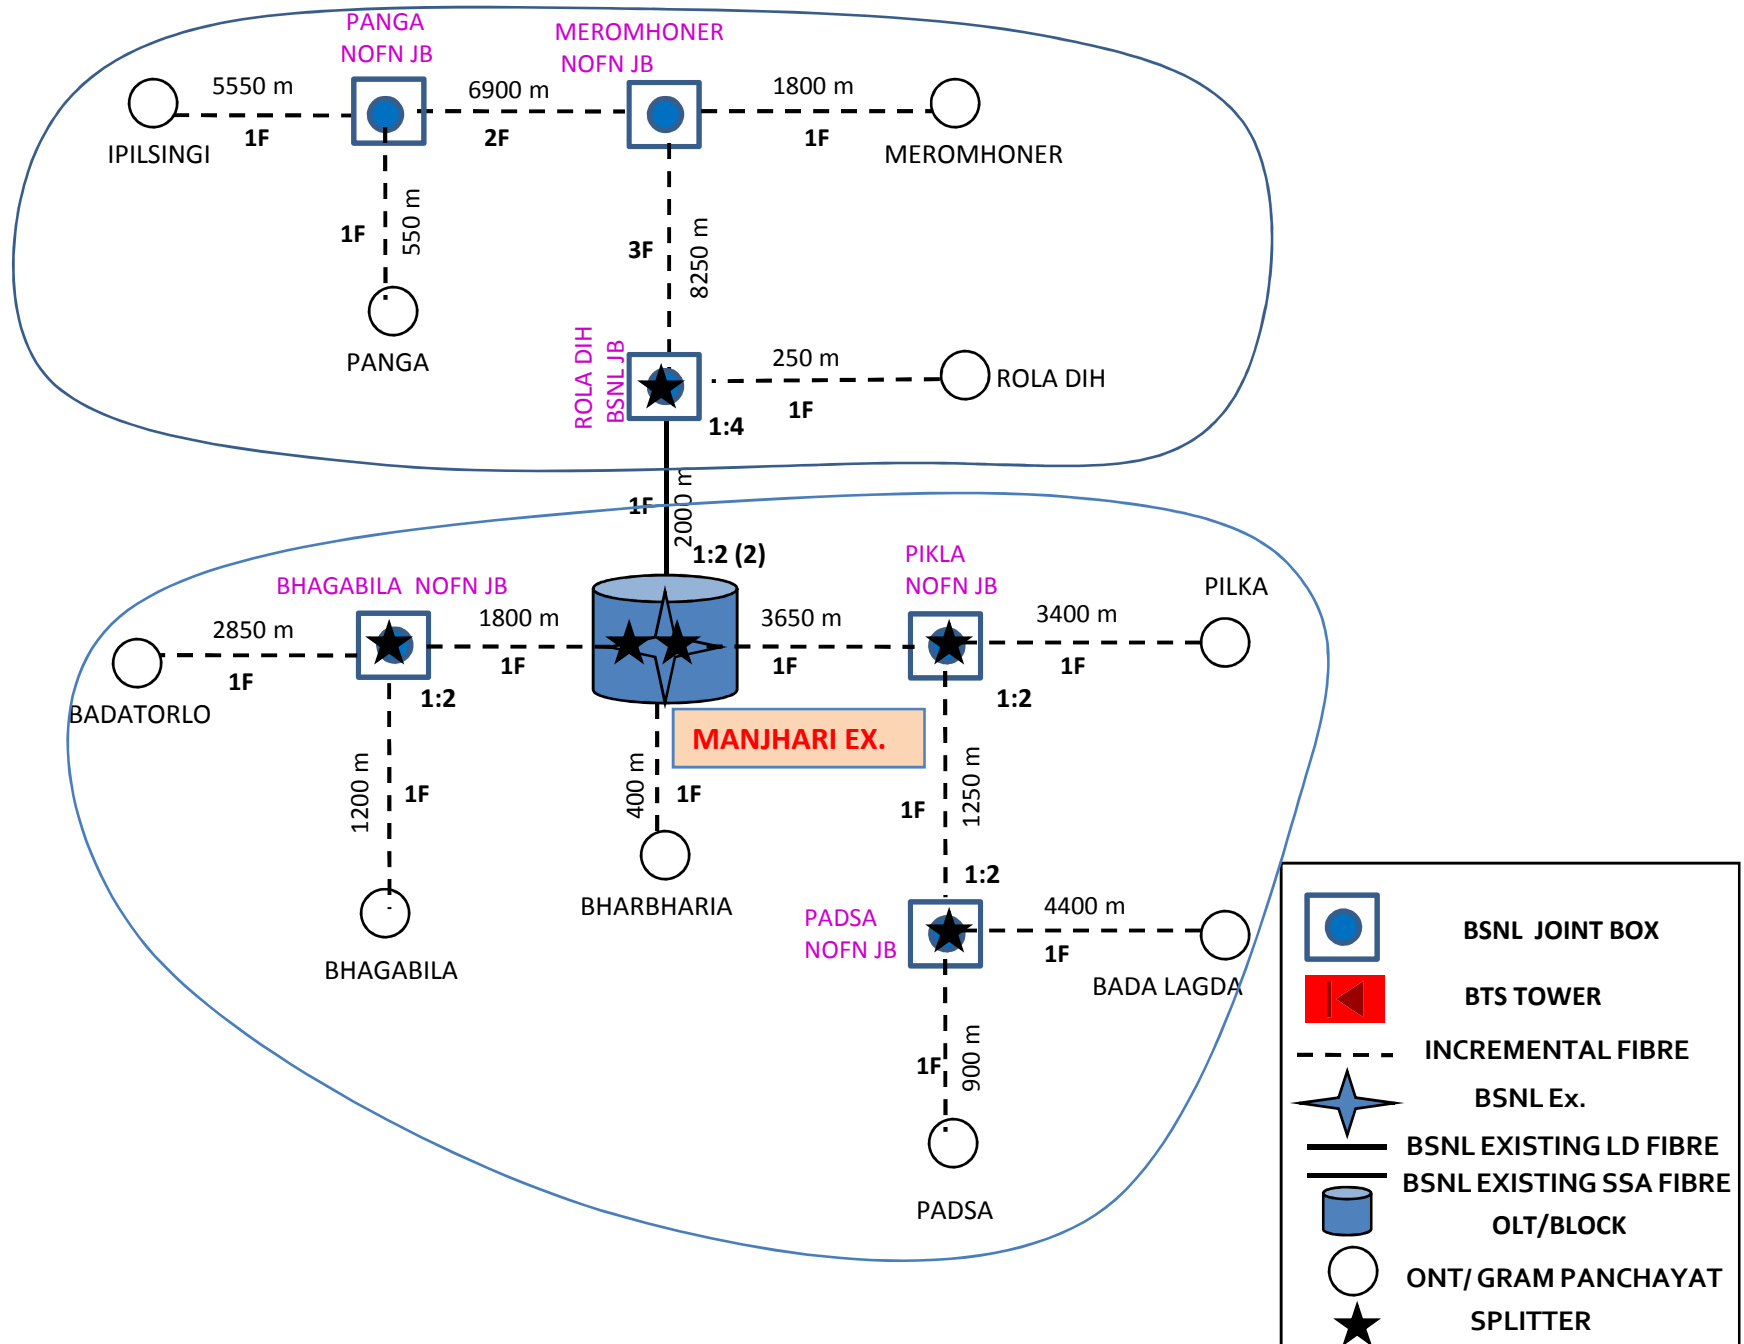 PANGA
NOFN JB
MEROMHONER
NOFN JB
5550 m
6900 m
1800 m
1F
2F
1F
IPILSINGI
MEROMHONER
1F
550 m
3F
8250 m
PANGA
ROLA DIH
BSNL JB
250 m
ROLA DIH
1F
1:4
1F
2000 m
1:2 (2)
PIKLA
NOFN JB
BHAGABILA NOFN JB
PILKA
2850 m
1800 m
3650 m
3400 m
1F
1F
1F
1F
BADATORLO
1:2
1:2
MANJHARI EX.
1200 m
1F
400 m
1F
1F
1250 m
BHARBHARIA
1:2
PADSA
NOFN JB
4400 m
1F
BHAGABILA
BADA LAGDA
1F
900 m
PADSA
BSNL JOINT BOX
BTS TOWER
INCREMENTAL FIBRE
BSNL Ex.
BSNL EXISTING LD FIBRE
BSNL EXISTING SSA FIBRE
OLT/BLOCK
ONT/ GRAM PANCHAYAT
SPLITTER